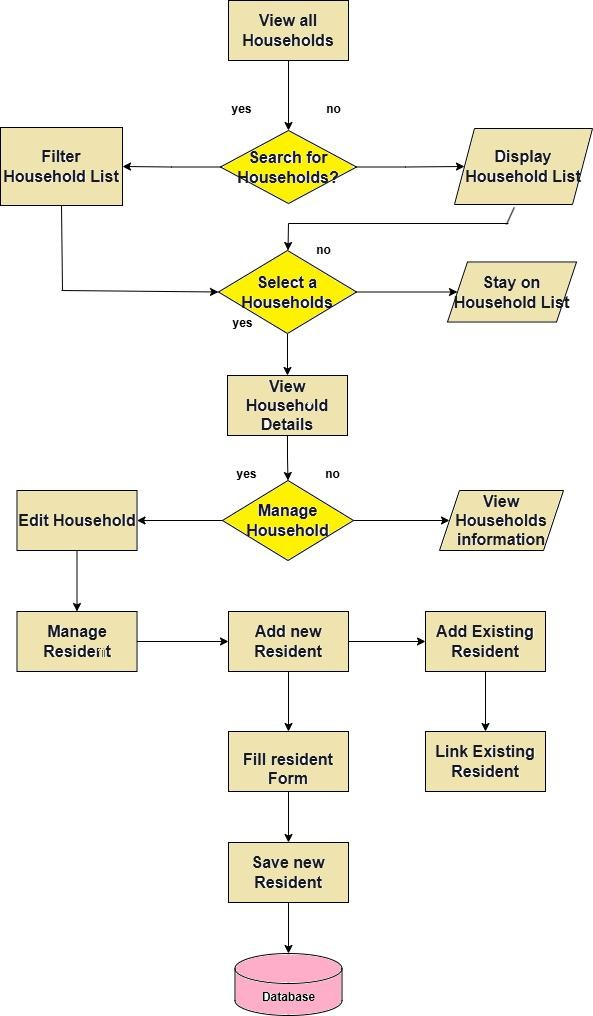 View all
Households
yes
no
Search for
Households?
Filter
Household List
Display
Household List
no
Select a
Households
Stay on
Household List
yes
View
Household
Details
yes
no
Manage
Household
Edit Household
View
Households
information
Manage
Resident
Add new
Resident
Add Existing
Resident
Fill resident
Form
Link Existing
Resident
Save new
Resident
Database